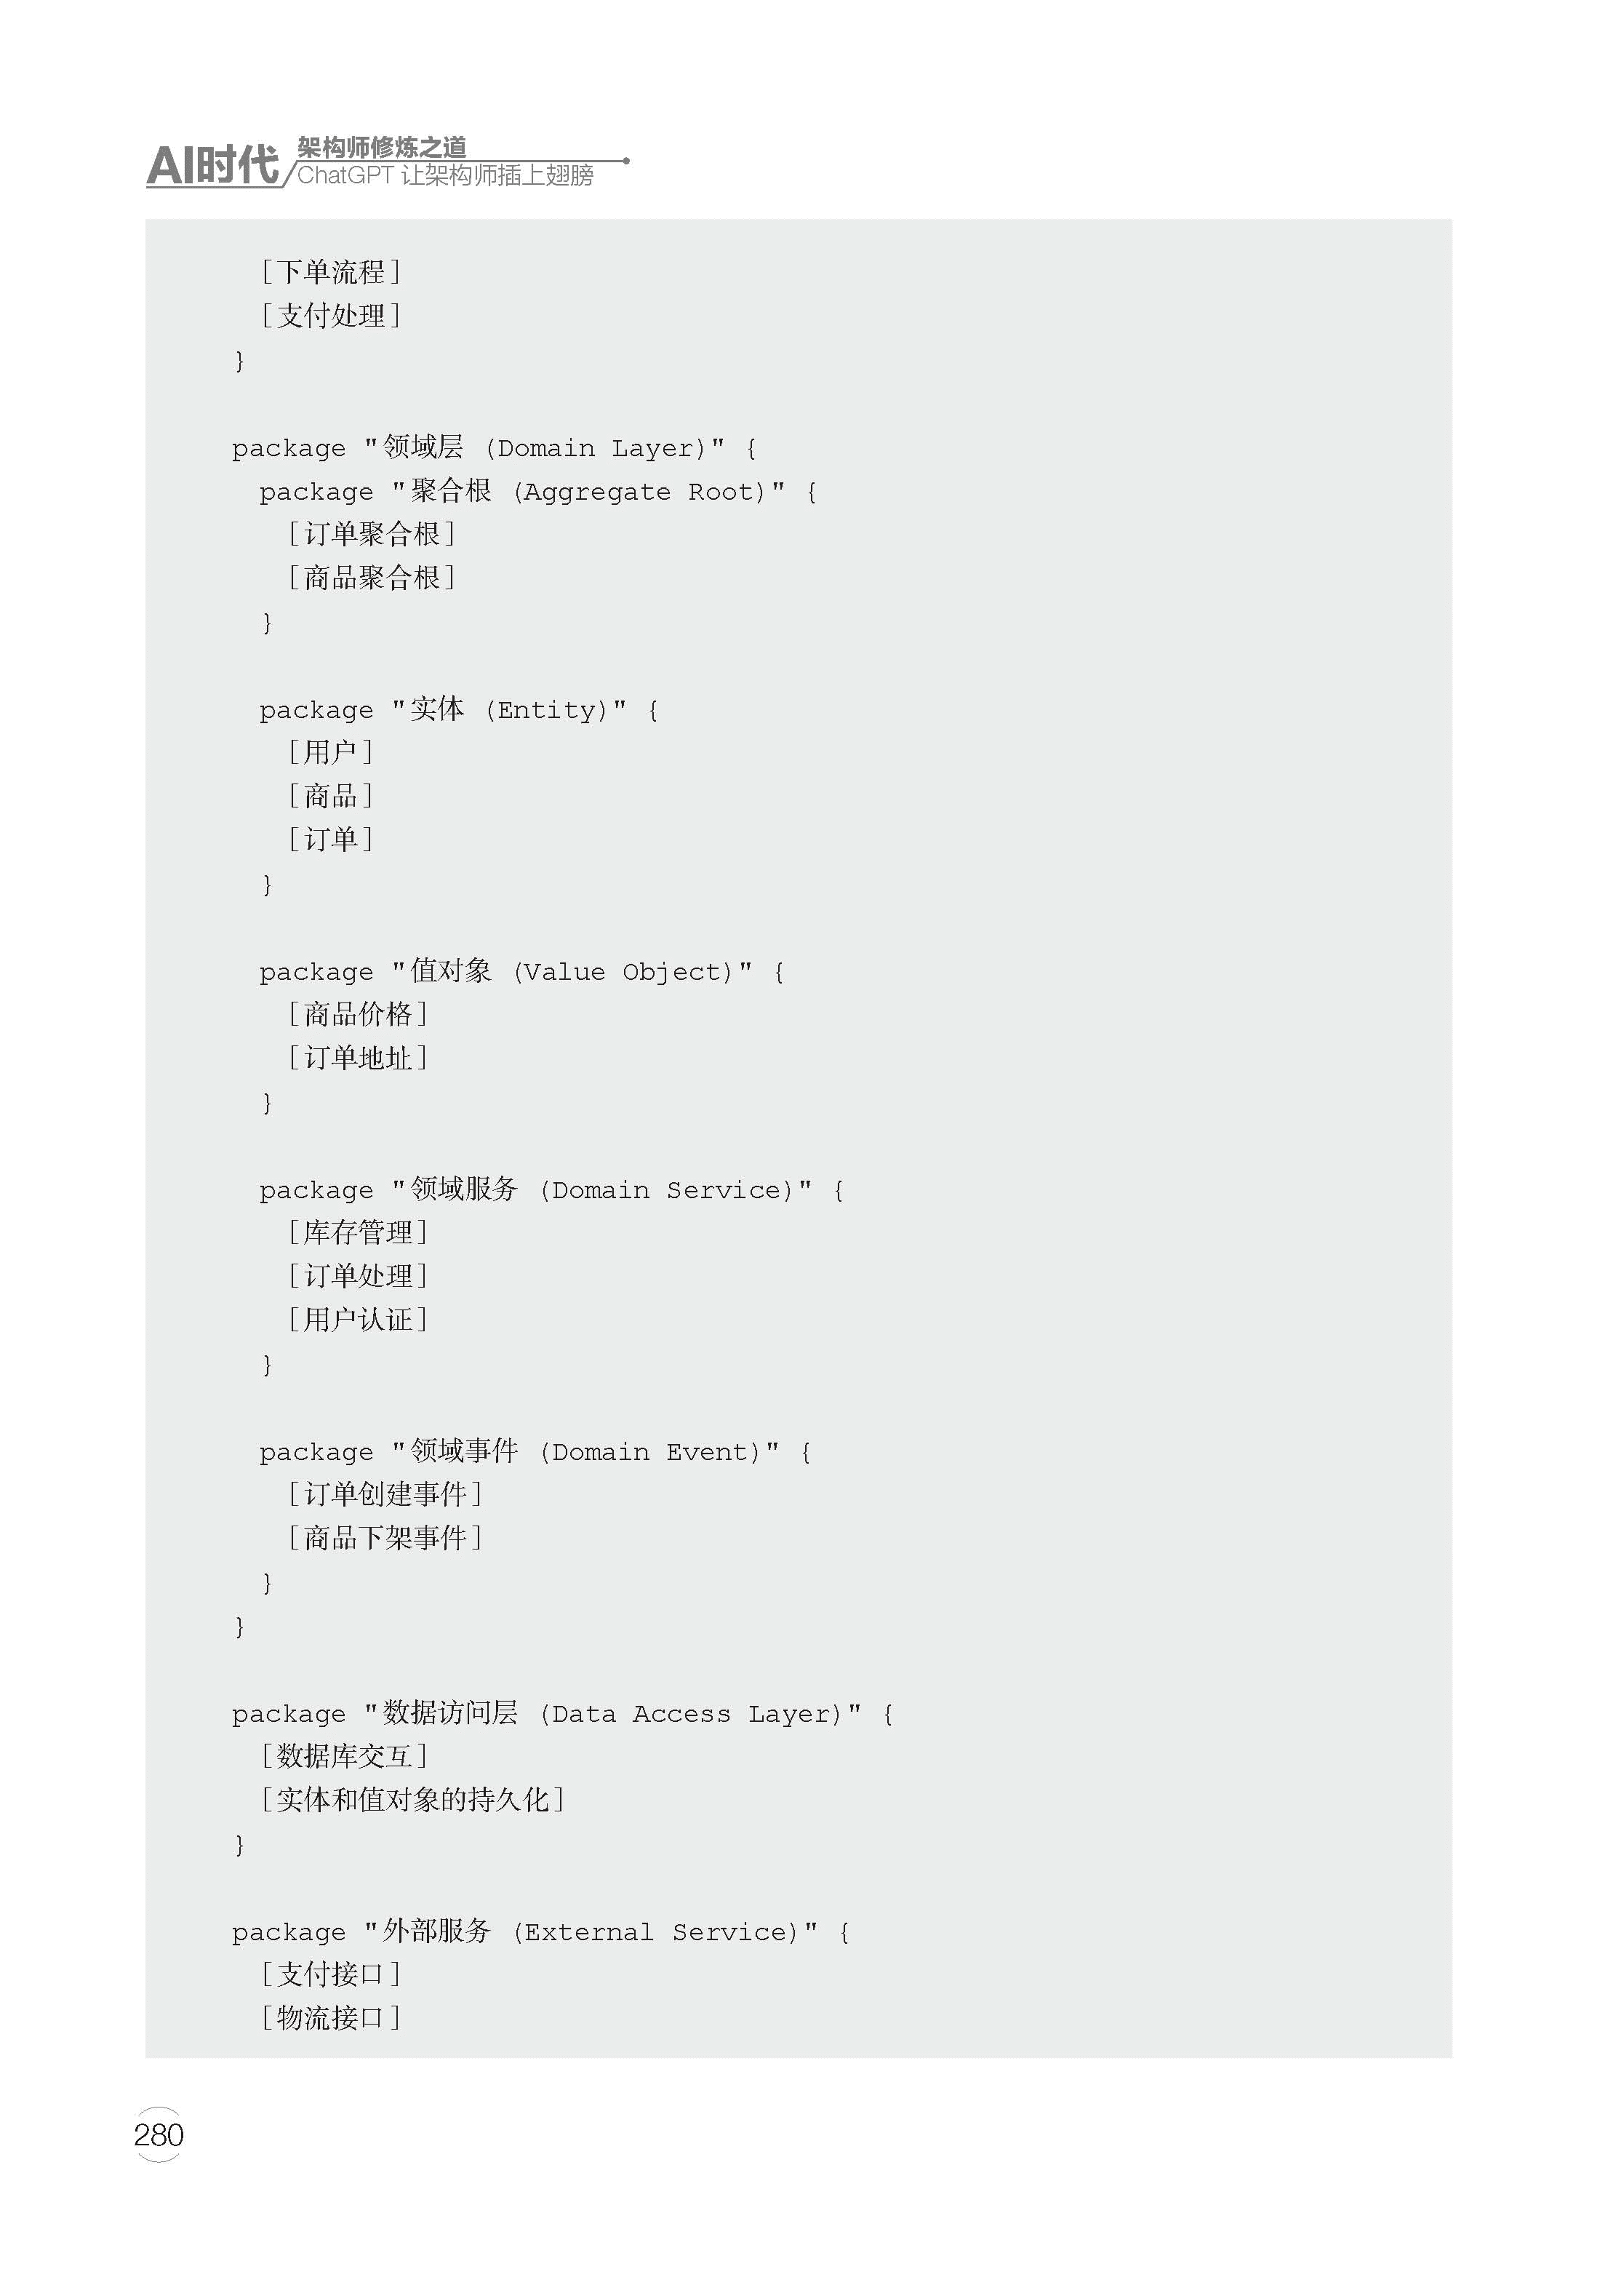 AI时代 架构师修炼之道
ChatGPT 让架构师插上翅膀
[下单流程]
[支付处理]
}
package "领域层 (Domain Layer)" {
package "聚合根 (Aggregate Root)" {
[订单聚合根]
[商品聚合根]
}
package "实体 (Entity)" {
[用户]
[商品]
[订单]
}
package "值对象 (Value Object)" {
[商品价格]
[订单地址]
}
package "领域服务 (Domain Service)" {
[库存管理]
[订单处理]
[用户认证]
}
package "领域事件 (Domain Event)" {
[订单创建事件]
[商品下架事件]
}
}
package "数据访问层 (Data Access Layer)" {
[数据库交互]
[实体和值对象的持久化]
}
package "外部服务 (External Service)" {
[支付接口]
[物流接口]
280